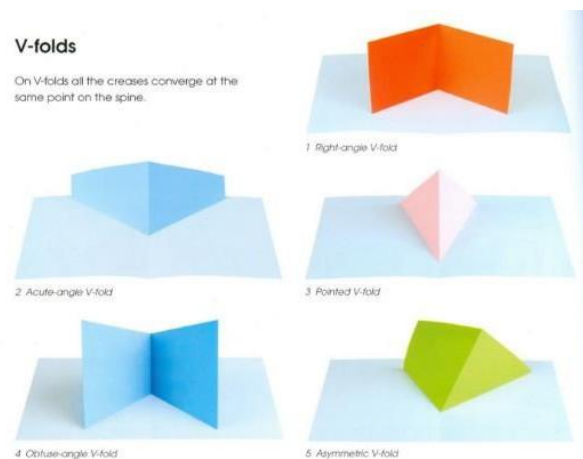 V-folds
On V-folds all the creases converge at the
same point on the spine.
1 Right-angle V-fold
2 Acute-angle V-fold
3 Pointed V-fold
4 Obtuse-angle V-fold
5 Asymmetric V-fold